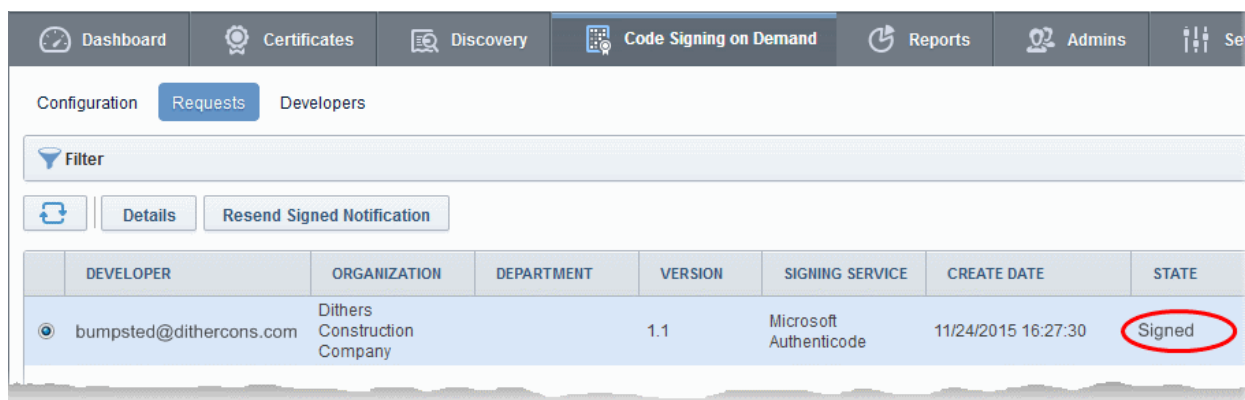 Dashboard Certificates Discovery Code Signing on Demand Reports Admins Se
Configuration Requests Developers
Filter
Details Resend Signed Notification
DEVELOPER ORGANIZATION DEPARTMENT VERSION SIGNING SERVICE CREATE DATE STATE
bumpsted@dithercons.com Dithers Construction Company 1.1 Microsoft Authenticode 11/24/2015 16:27:30 Signed